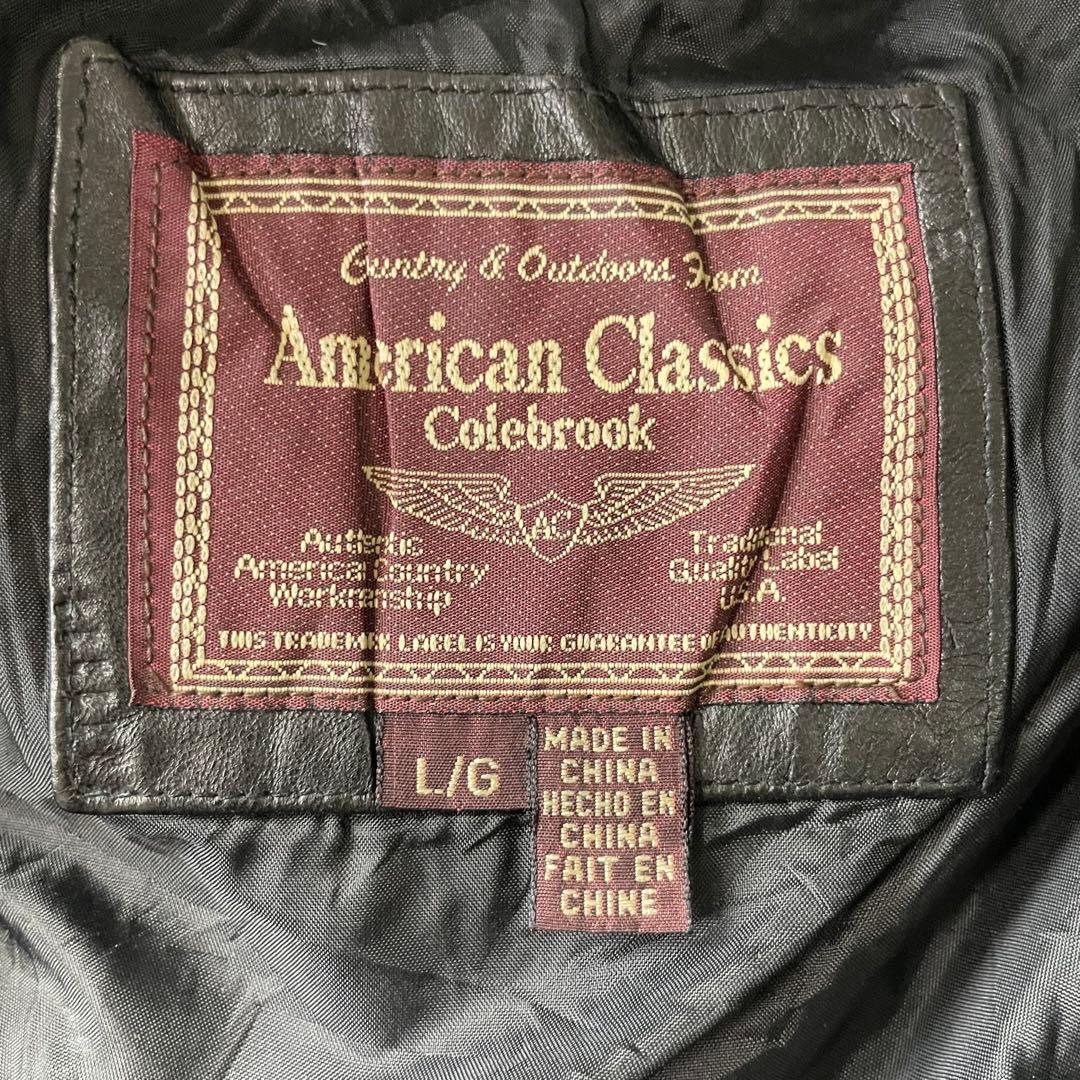 Country & Outdoors From
American Classics
Colebrook
AC
Authentic
American Country
Workmanship
Traditional
Quality Label
U.S.A.
THIS TRADEMARK LABEL IS YOUR GUARANTEE OF AUTHENTICITY
L/G
MADE IN
CHINA
HECHO EN
CHINA
FAIT EN
CHINE